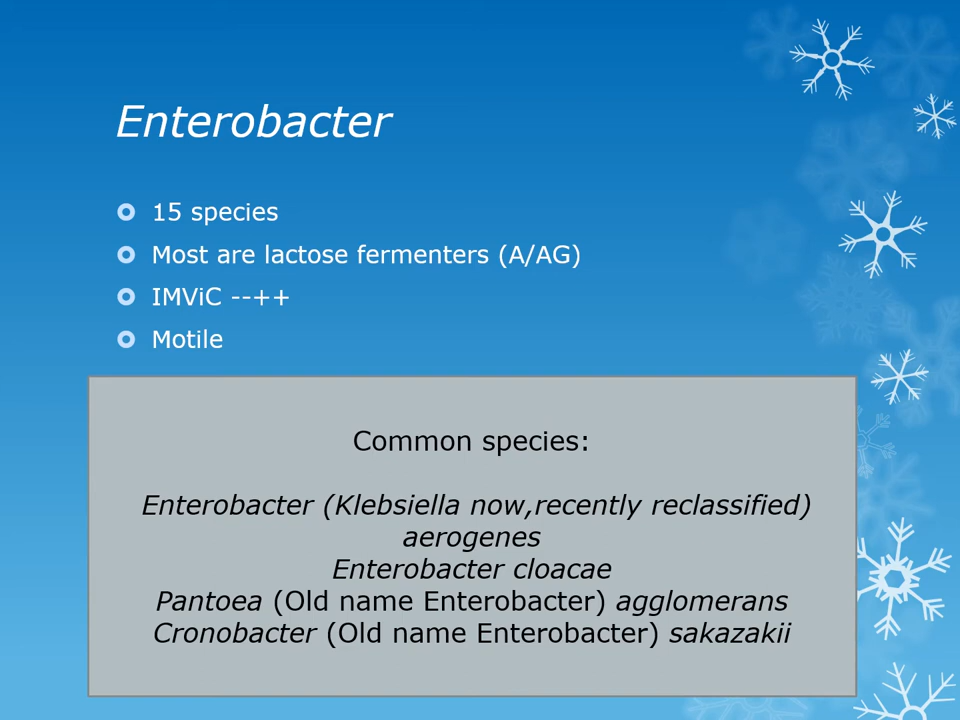 Enterobacter
15 species
Most are lactose fermenters (A/AG)
IMViC --++
Motile
Common species:
Enterobacter (Klebsiella now,recently reclassified)
aerogenes
Enterobacter cloacae
Pantoea (Old name Enterobacter) agglomerans
Cronobacter (Old name Enterobacter) sakazakii